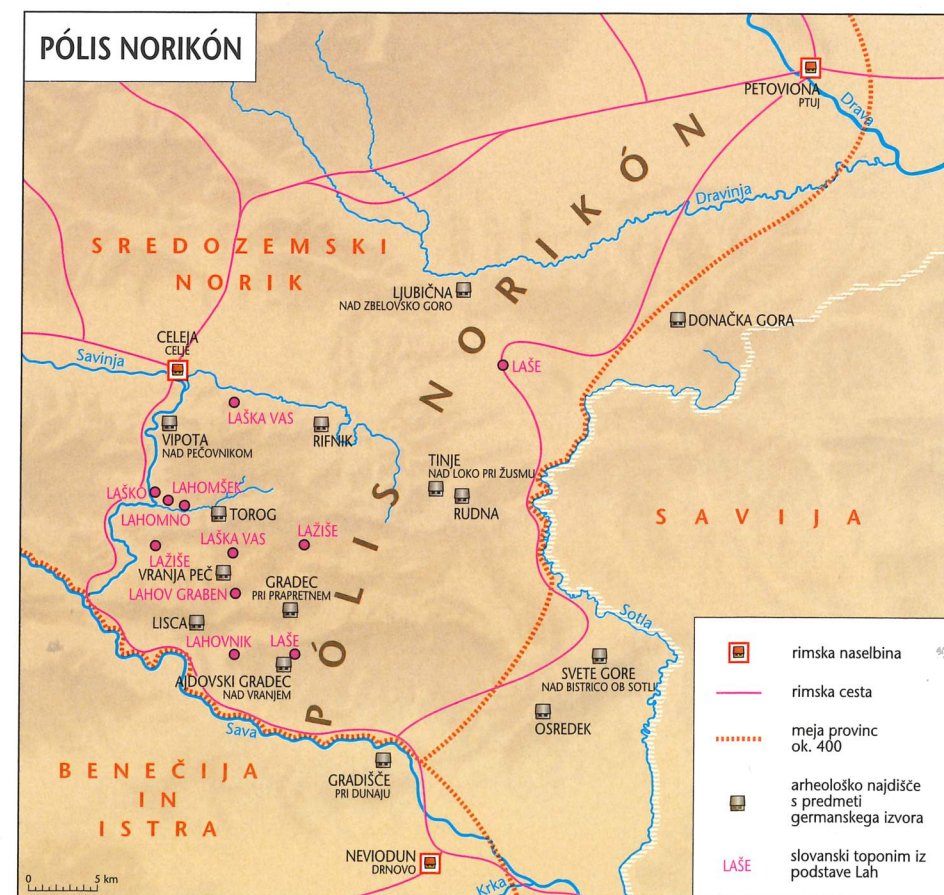 PÓLIS NORIKÓN
PETOVIONA
PTUJ
Drava
Dravinja
PÓLIS NORIKÓN
SREDOZEMSKI
NORIK
LJUBIČNA
NAD ZBELOVSKO GORO
DONAČKA GORA
CELEJA
CELJE
Savinja
LAŠE
LAŠKA VAS
VIPOTA
NAD PEČOVNIKOM
RIFNIK
TINJE
NAD LOKO PRI ŽUSMU
RUDNA
LAŠKO
LAHOMŠEK
LAHOMNO
TOROG
SAVIJA
LAŽIŠE
LAŠKA VAS
LAŽIŠE
VRANJA PEČ
GRADEC
PRI PRAPRETNEM
LAHOV GRABEN
LISCA
Sotla
LAHOVNIK
LAŠE
AJDOVSKI GRADEC
NAD VRANJEM
SVETE GORE
NAD BISTRICO OB SOTLI
OSREDEK
Sava
BENEČIJA
IN
ISTRA
GRADIŠČE
PRI DUNAJU
NEVIODUN
DRNOVO
Krka
0 5 km
rimska naselbina
rimska cesta
meja provinc
ok. 400
arheološko najdišče
s predmeti
germanskega izvora
LAŠE
slovanski toponim iz
podstave Lah